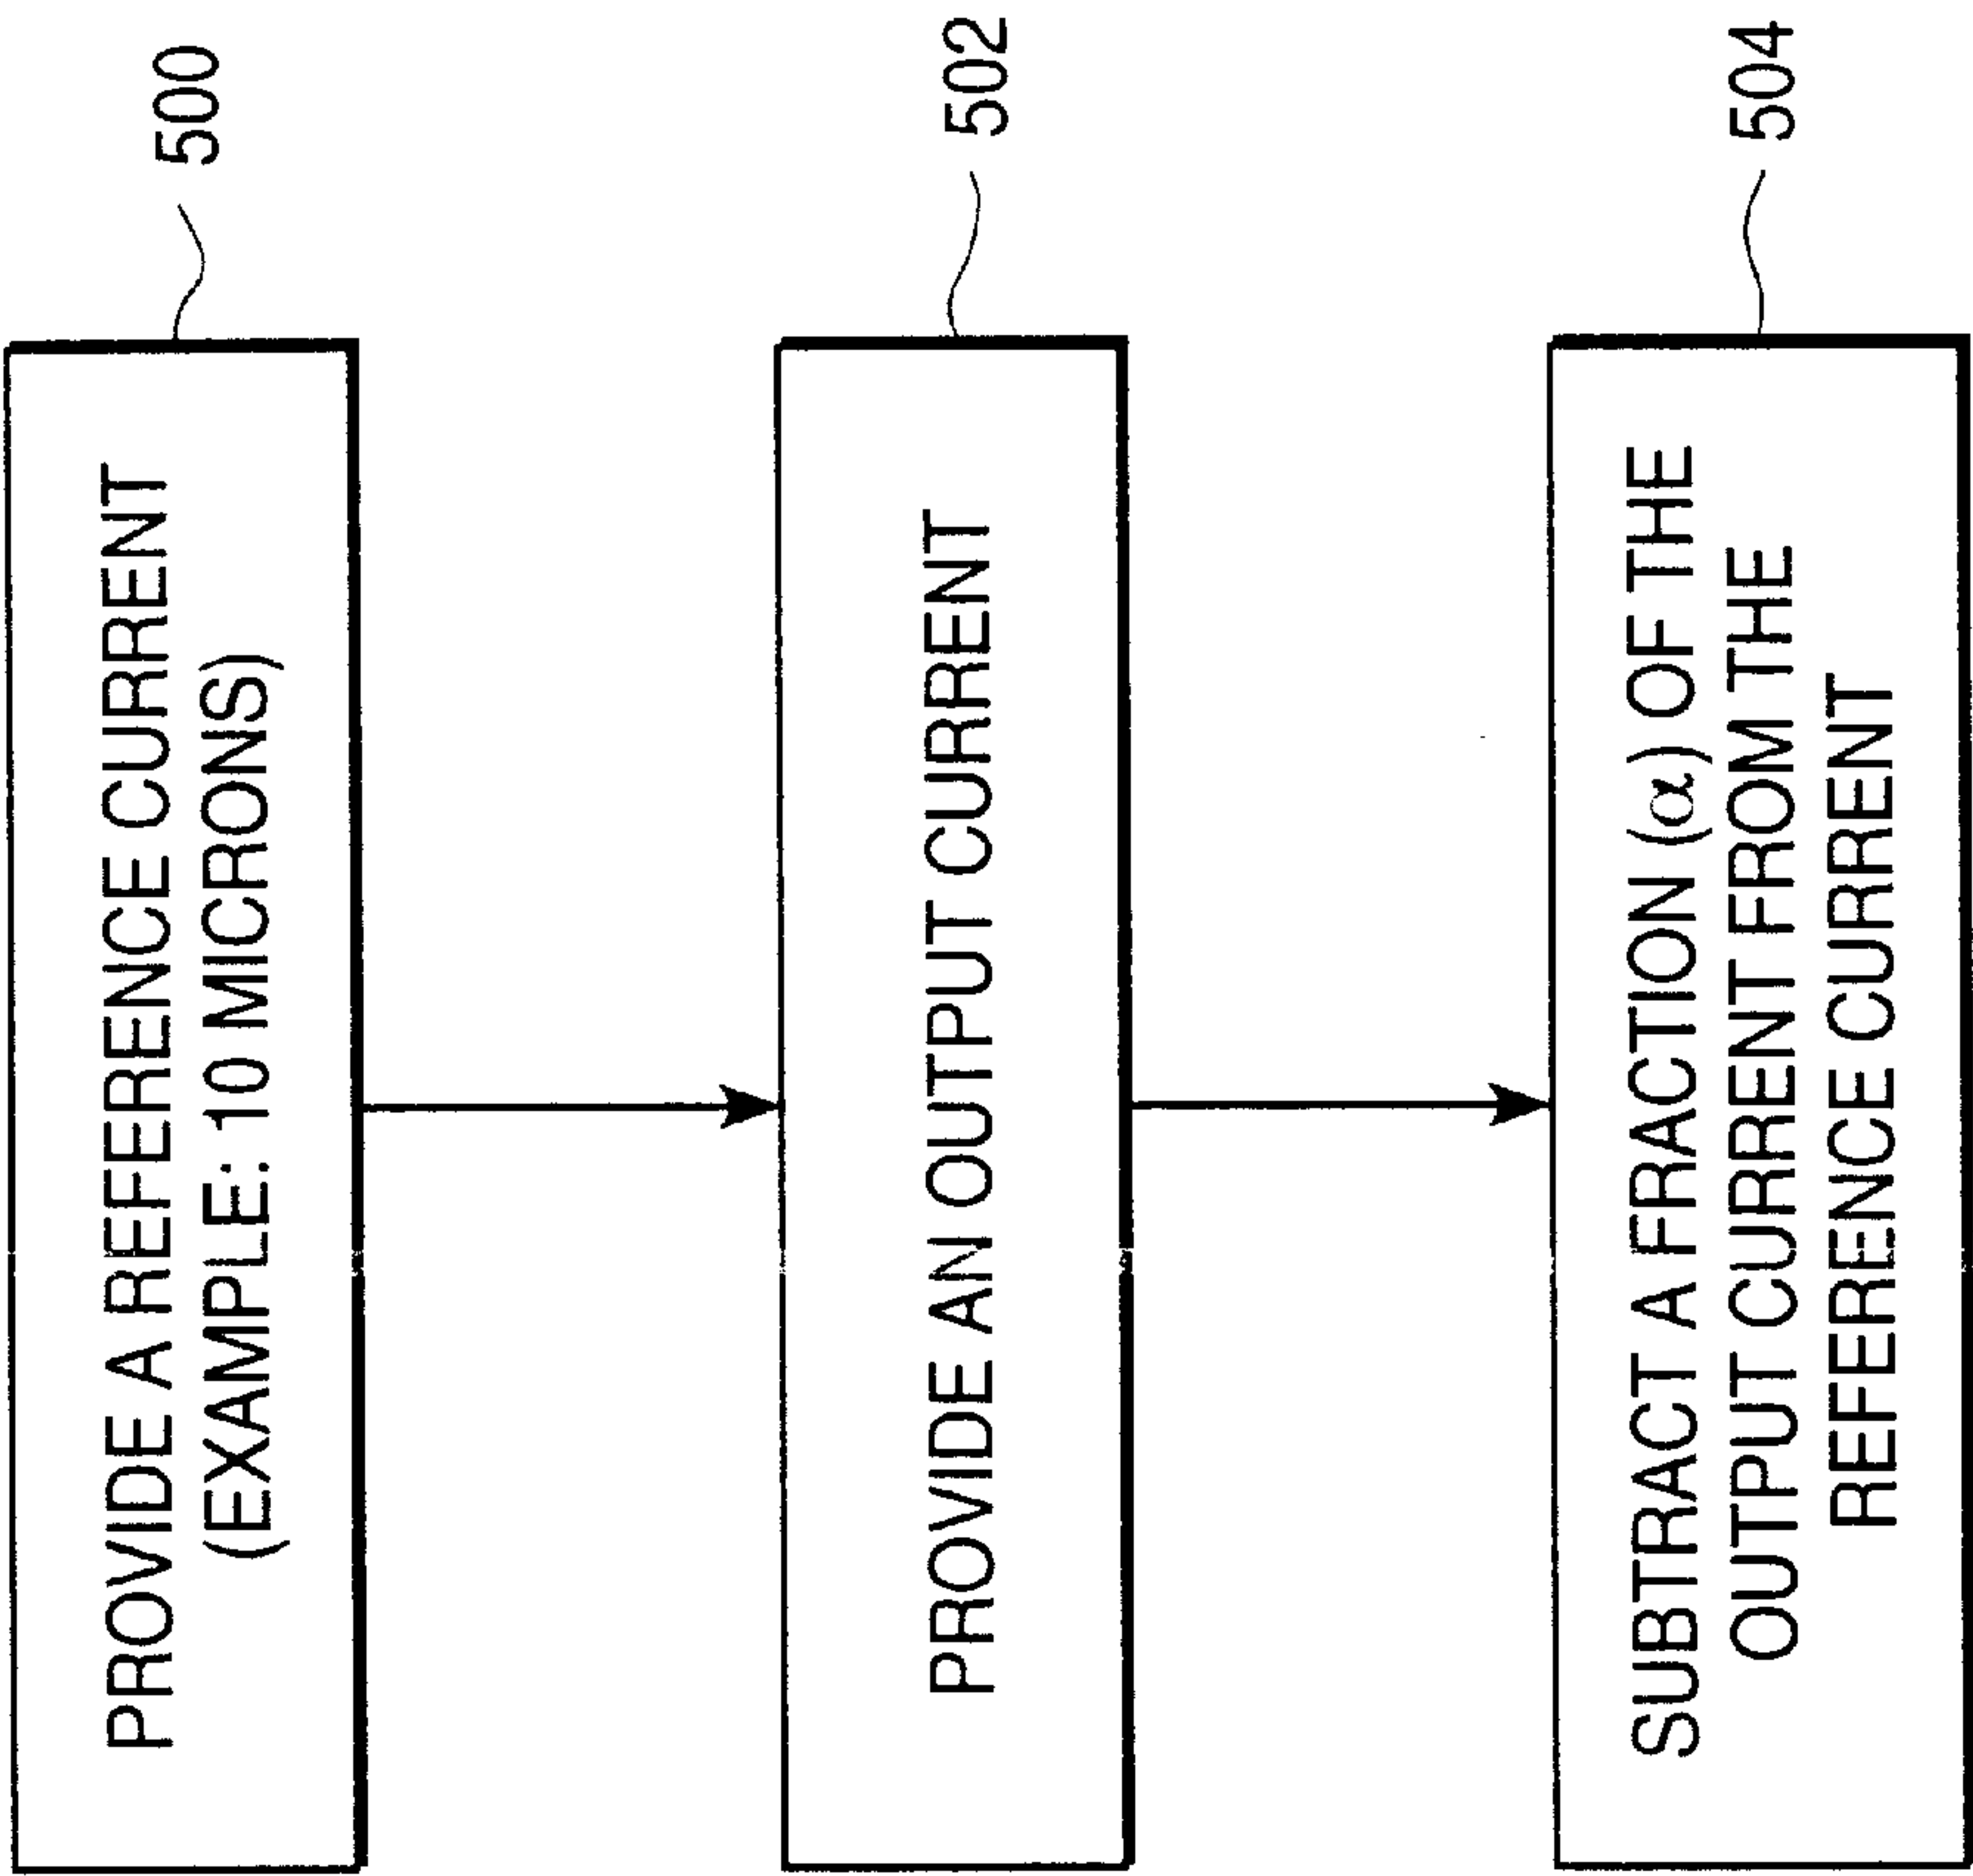 PROVIDE A REFERENCE CURRENT
(EXAMPLE: 10 MICRONS)
500
PROVIDE AN OUTPUT CURRENT
502
SUBTRACT A FRACTION (α) OF THE
OUTPUT CURRENT FROM THE
REFERENCE CURRENT
504